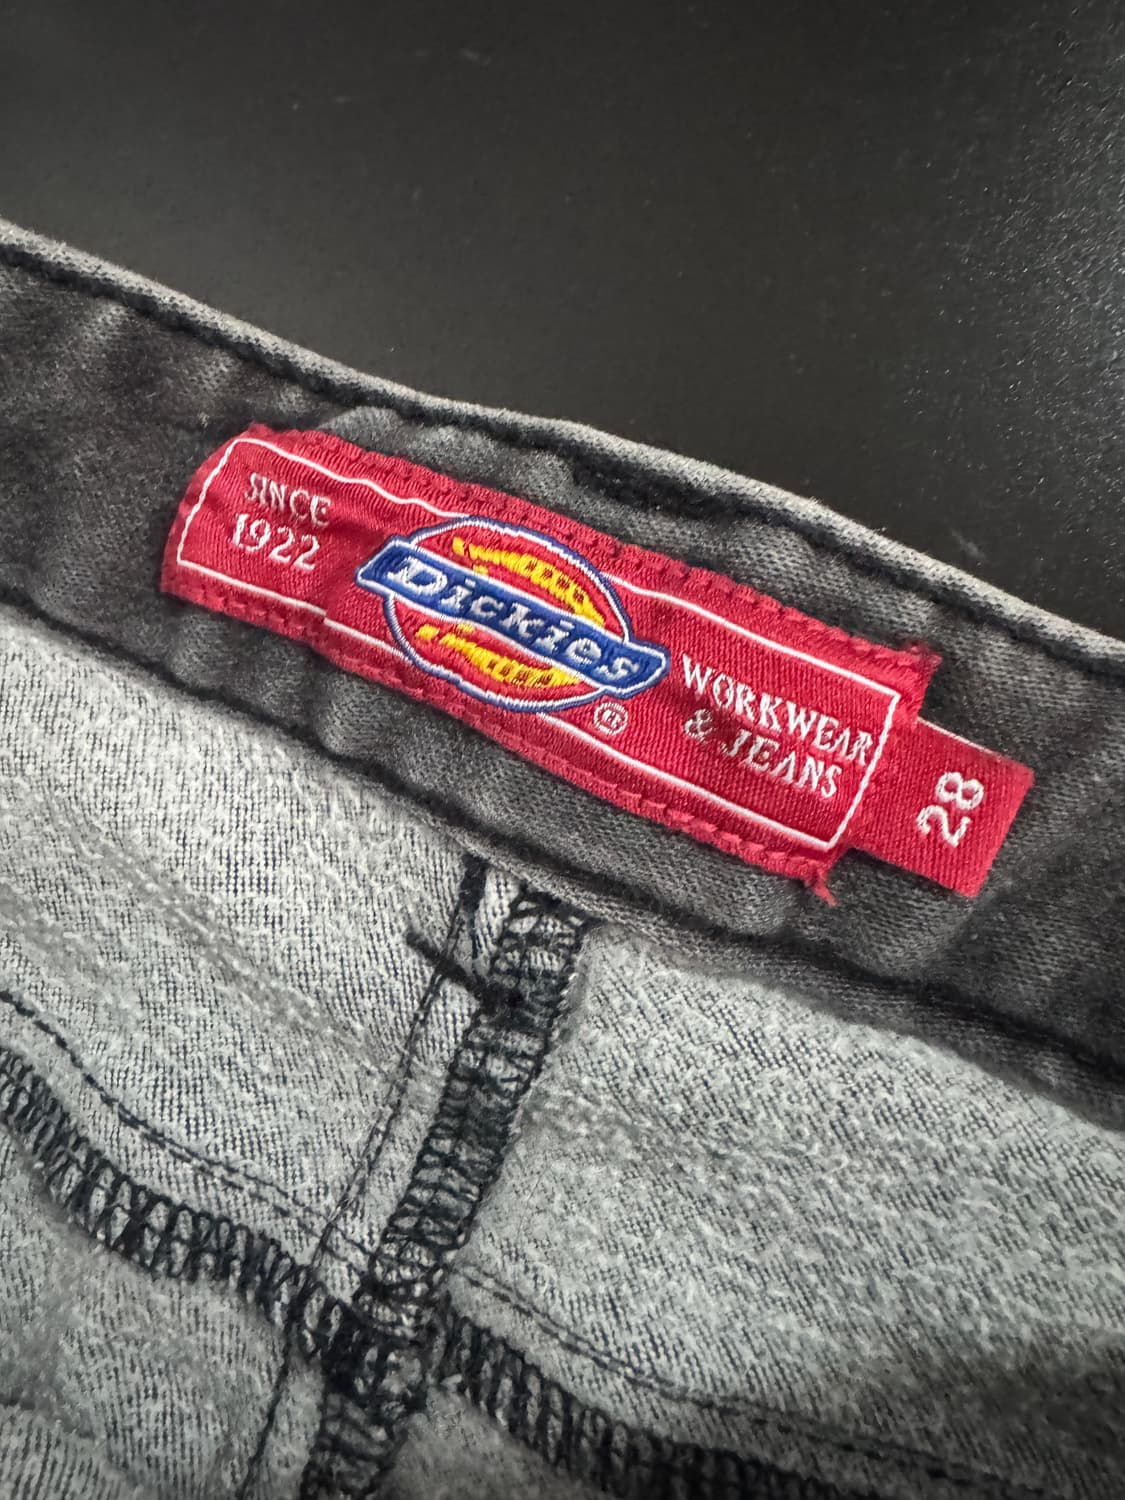 SINCE
1922
Dickies
®
WORKWEAR
& JEANS
28